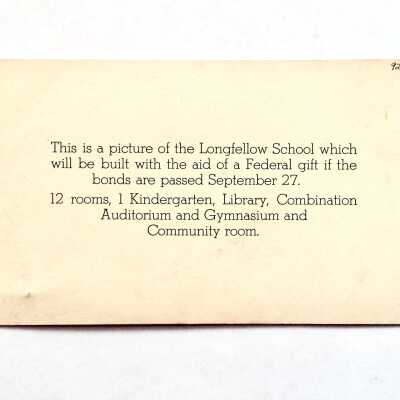 92
This is a picture of the Longfellow School which
will be built with the aid of a Federal gift if the
bonds are passed September 27.
12 rooms, 1 Kindergarten, Library, Combination
Auditorium and Gymnasium and
Community room.